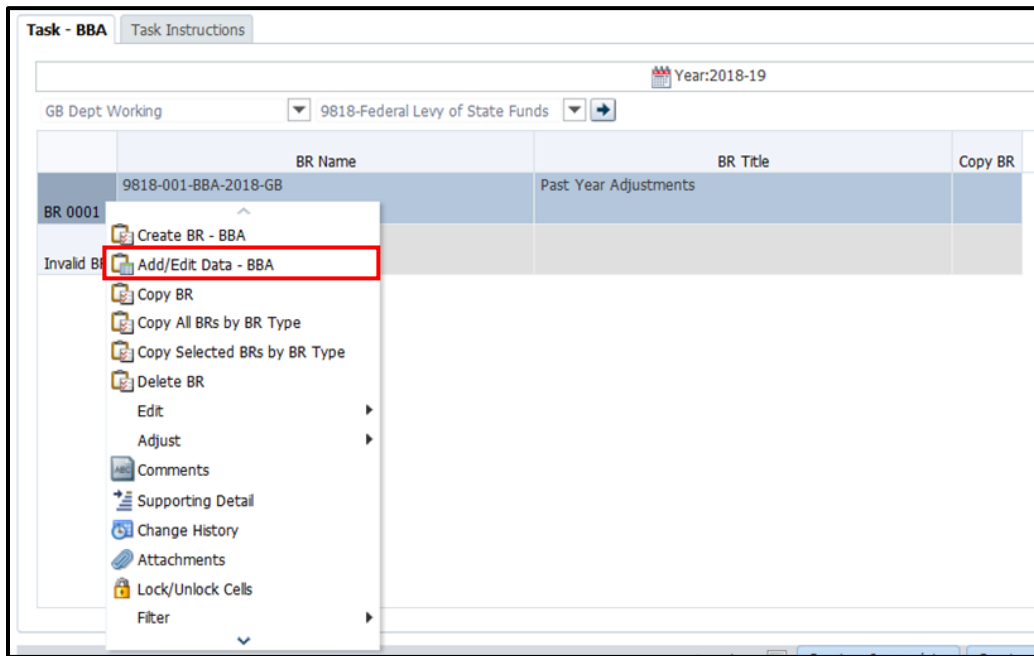 Task - BBA Task Instructions
Year:2018-19
GB Dept Working 9818-Federal Levy of State Funds
BR Name BR Title Copy BR
9818-001-BBA-2018-GB Past Year Adjustments
BR 0001
Create BR - BBA
Invalid
Add/Edit Data - BBA
Copy BR
Copy All BRs by BR Type
Copy Selected BRs by BR Type
Delete BR
Edit
Adjust
Comments
Supporting Detail
Change History
Attachments
Lock/Unlock Cells
Filter